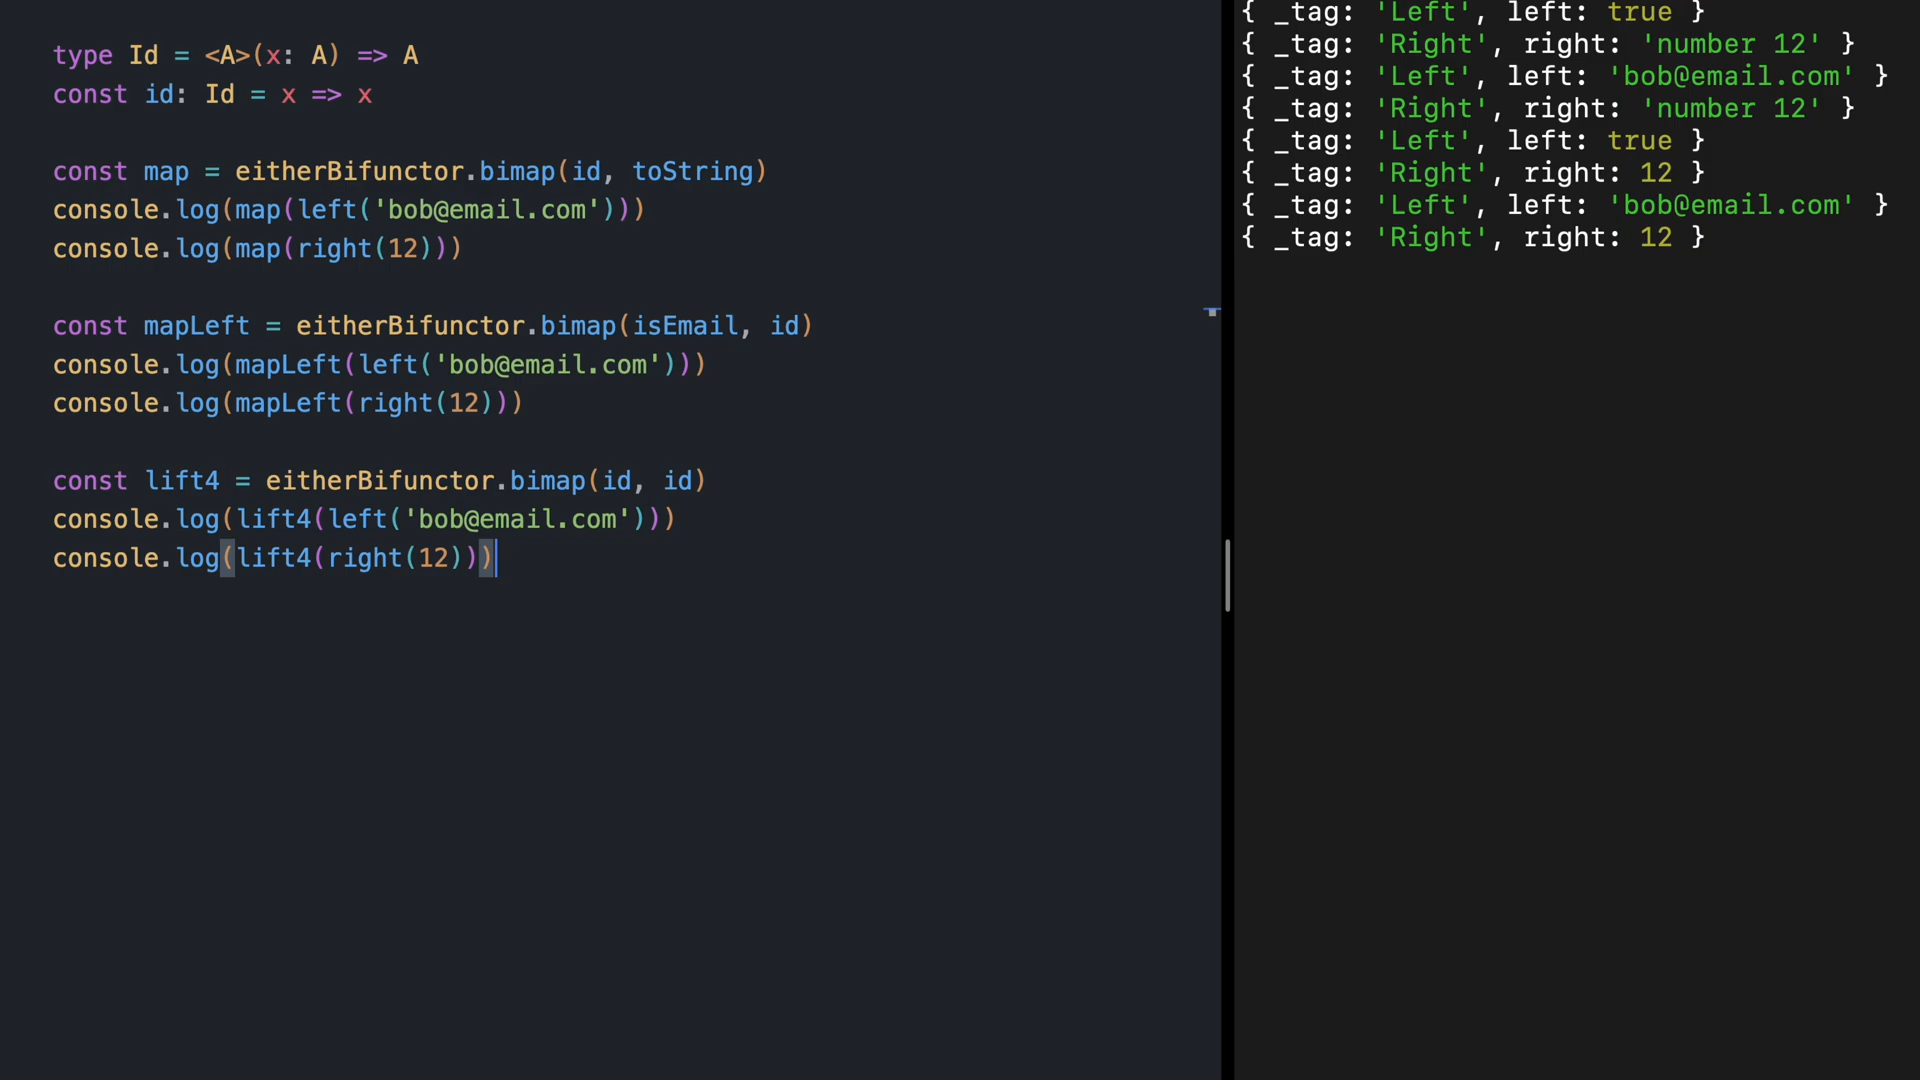 type Id = <A>(x: A) => A
const id: Id = x => x
const map = eitherBifunctor.bimap(id, toString)
console.log(map(left('bob@email.com')))
console.log(map(right(12)))
const mapLeft = eitherBifunctor.bimap(isEmail, id)
console.log(mapLeft(left('bob@email.com')))
console.log(mapLeft(right(12)))
const lift4 = eitherBifunctor.bimap(id, id)
console.log(lift4(left('bob@email.com')))
console.log(lift4(right(12)))
{ _tag: 'Left', left: true }
{ _tag: 'Right', right: 'number 12' }
{ _tag: 'Left', left: 'bob@email.com' }
{ _tag: 'Right', right: 'number 12' }
{ _tag: 'Left', left: true }
{ _tag: 'Right', right: 12 }
{ _tag: 'Left', left: 'bob@email.com' }
{ _tag: 'Right', right: 12 }